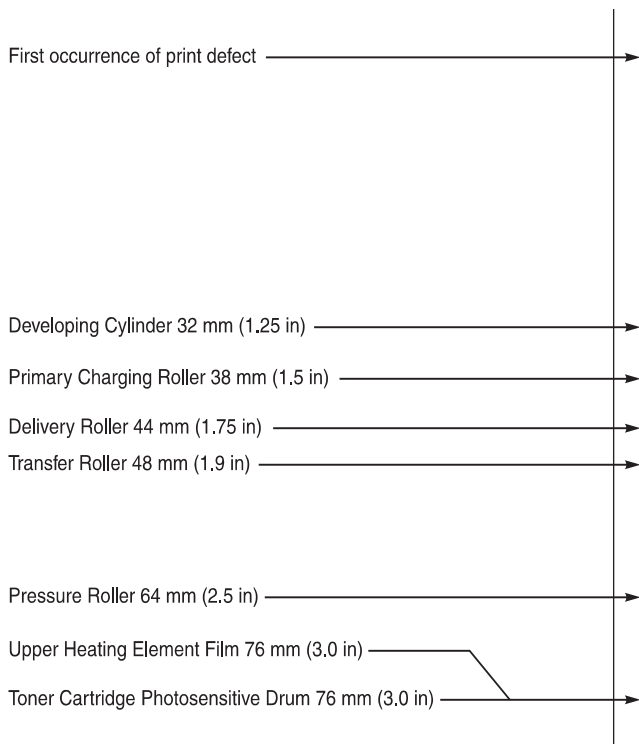 First occurrence of print defect
Developing Cylinder 32 mm (1.25 in)
Primary Charging Roller 38 mm (1.5 in)
Delivery Roller 44 mm (1.75 in)
Transfer Roller 48 mm (1.9 in)
Pressure Roller 64 mm (2.5 in)
Upper Heating Element Film 76 mm (3.0 in)
Toner Cartridge Photosensitive Drum 76 mm (3.0 in)